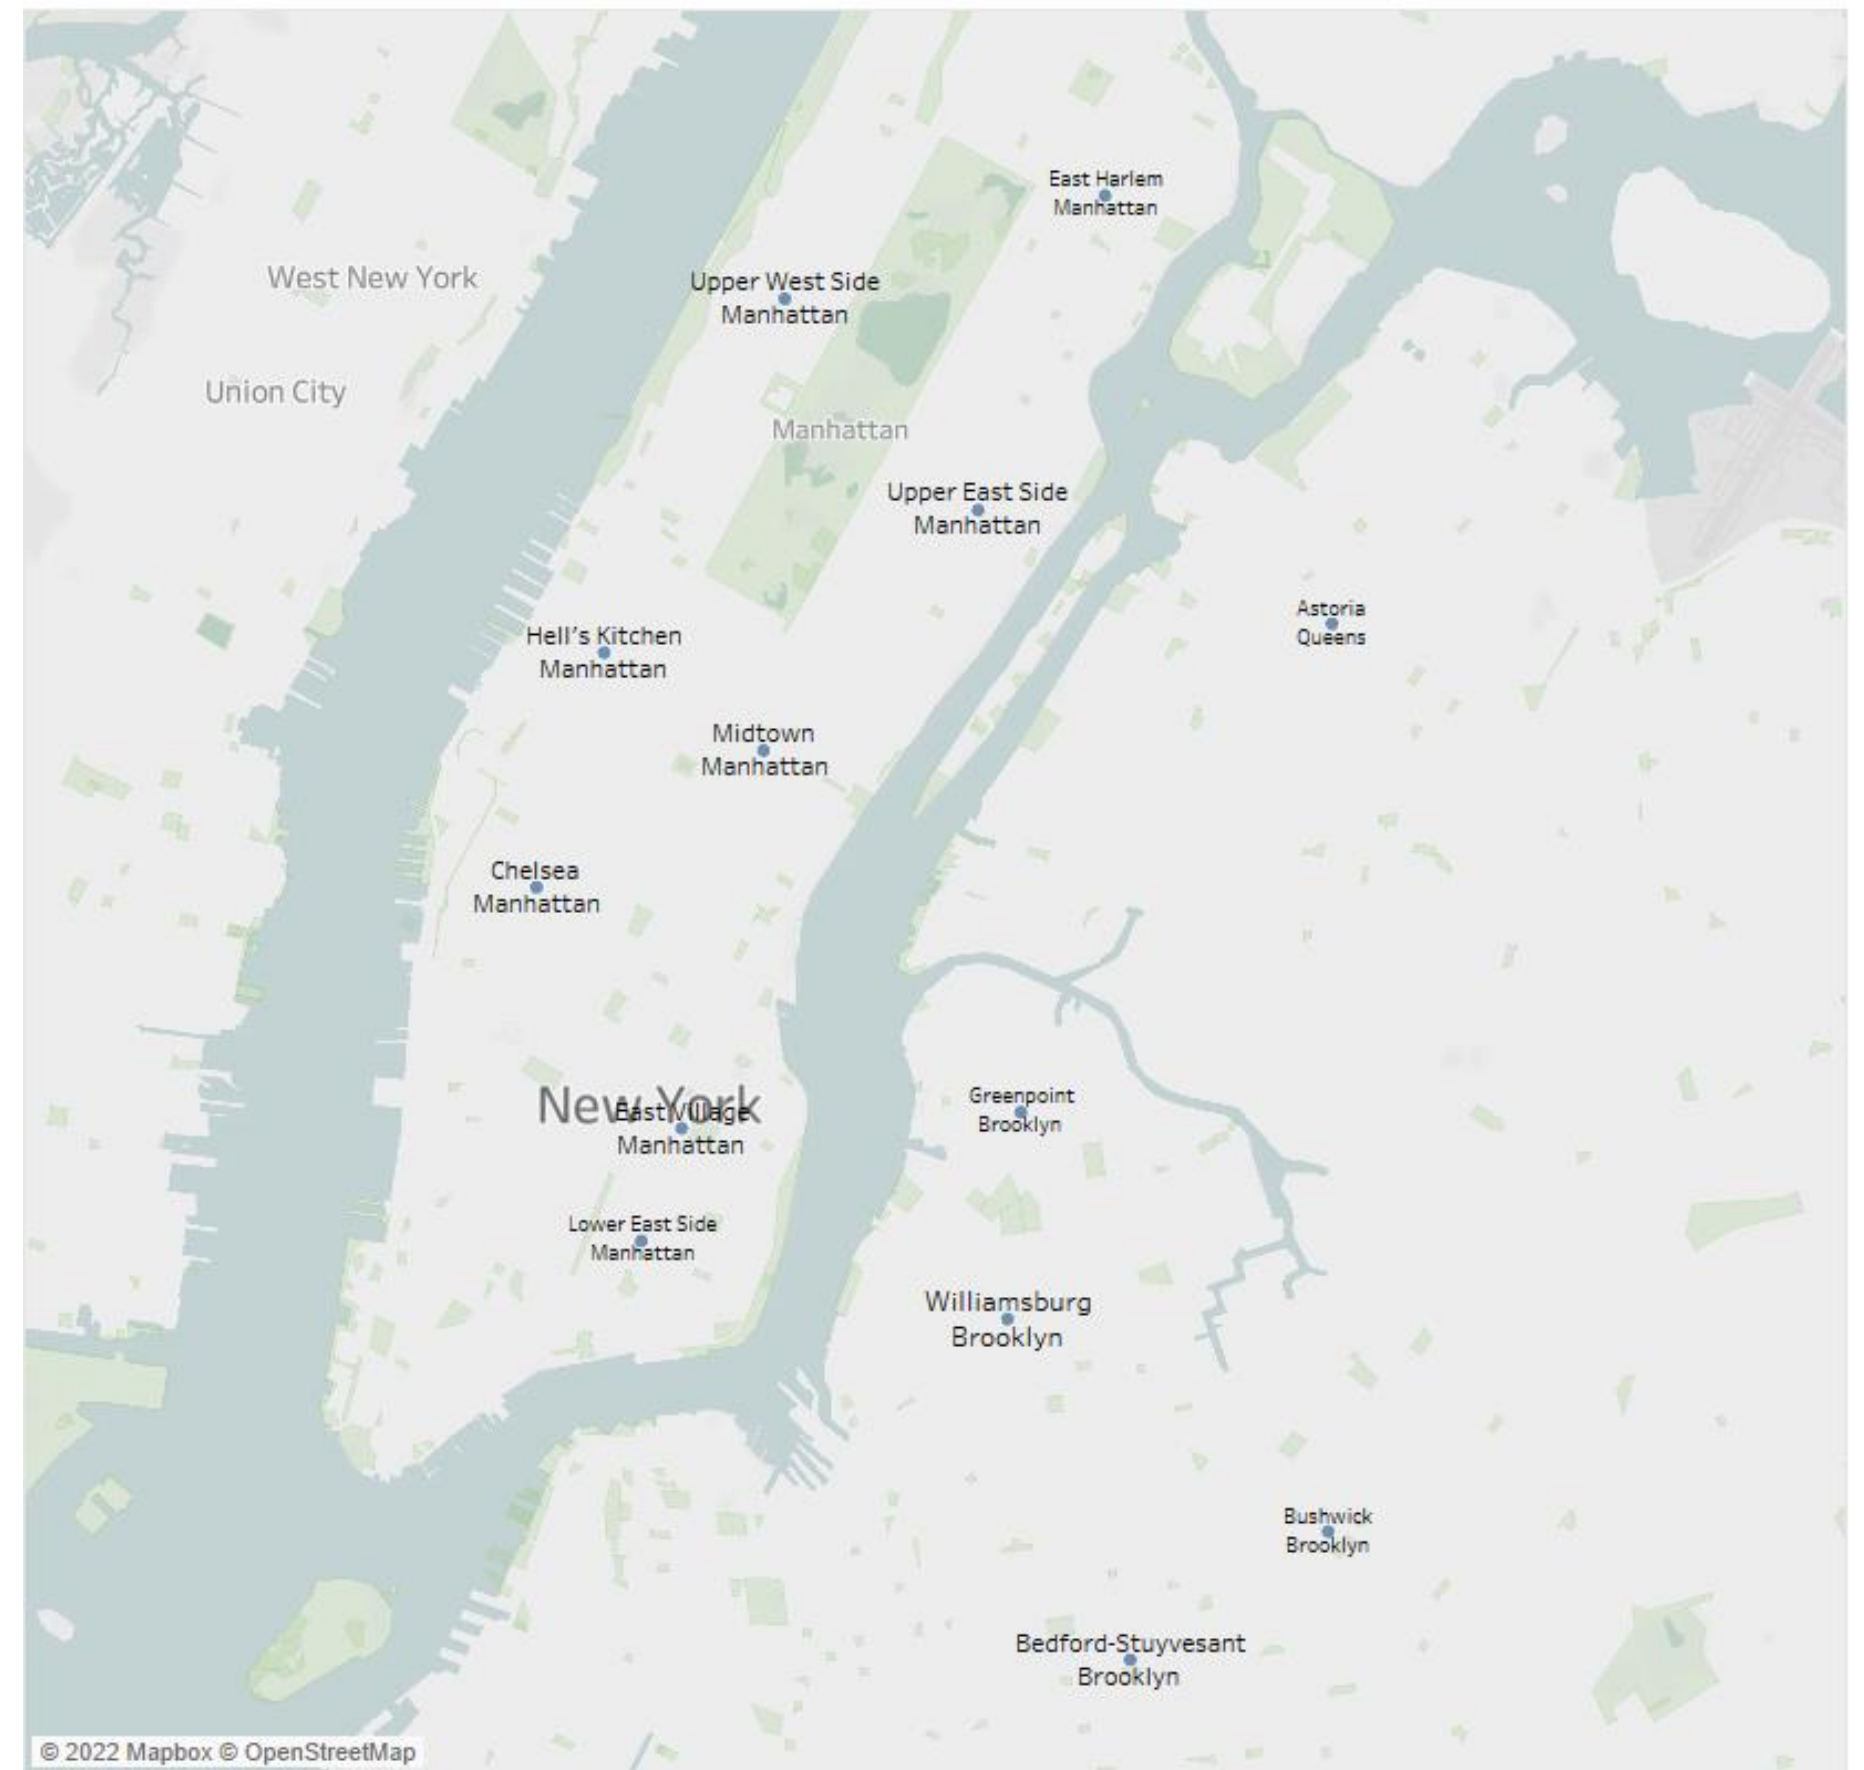 East Harlem
Manhattan
West New York
Upper West Side
Manhattan
Union City
Manhattan
Upper East Side
Manhattan
Astoria
Queens
Hell's Kitchen
Manhattan
Midtown
Manhattan
Chelsea
Manhattan
New York
East Village
Manhattan
Greenpoint
Brooklyn
Lower East Side
Manhattan
Williamsburg
Brooklyn
Bushwick
Brooklyn
Bedford-Stuyvesant
Brooklyn
© 2022 Mapbox © OpenStreetMap